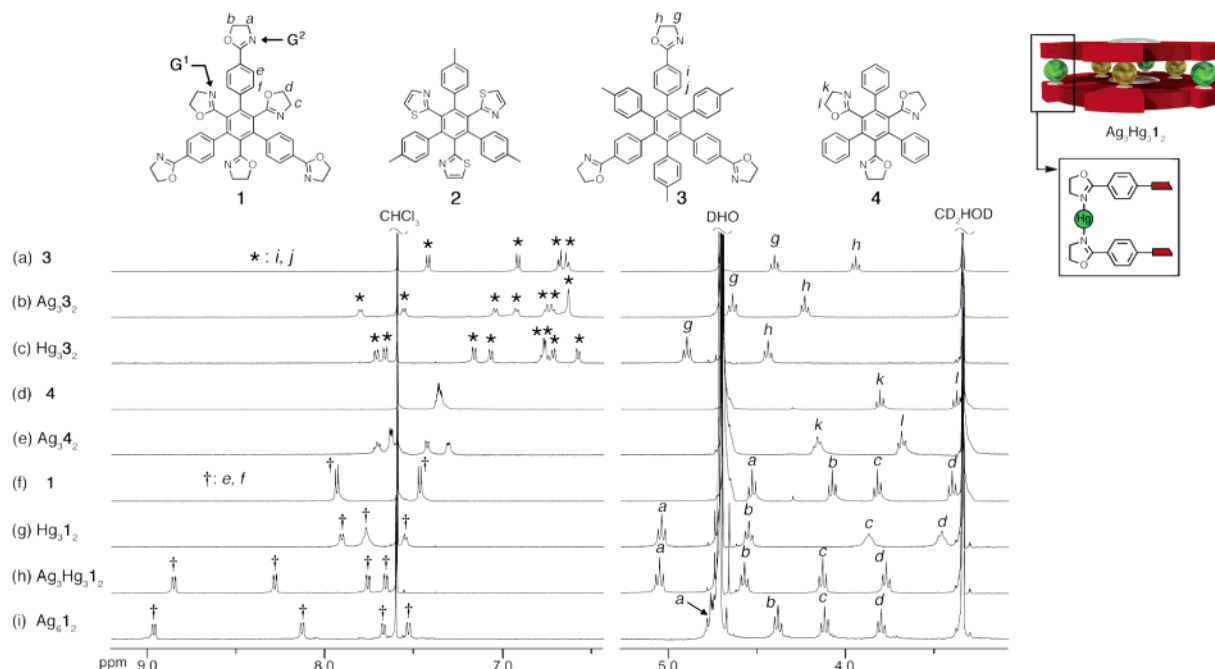 b a
O N G²
G¹ e
N f O d
O N c
N O N O
O N
1
S N
N S
N S
2
h g
O N
i
j
N O
O N
3
k N O
l O N
N O
4
Ag₃Hg₃1₂
O
N
Hg
N
O
CHCl₃ DHO CD₂HOD
(a) 3 * : i, j * * * * g h
(b) Ag₃3₂ * * * * * * * g h
(c) Hg₃3₂ * * * * * * * * g h
(d) 4 k l
(e) Ag₃4₂ k l
(f) 1 †: e, f † † a b c d
(g) Hg₃1₂ † † † a b c d
(h) Ag₃Hg₃1₂ † † † † a b c d
(i) Ag₆1₂ † † † † a b c d
ppm 9.0 8.0 7.0 5.0 4.0